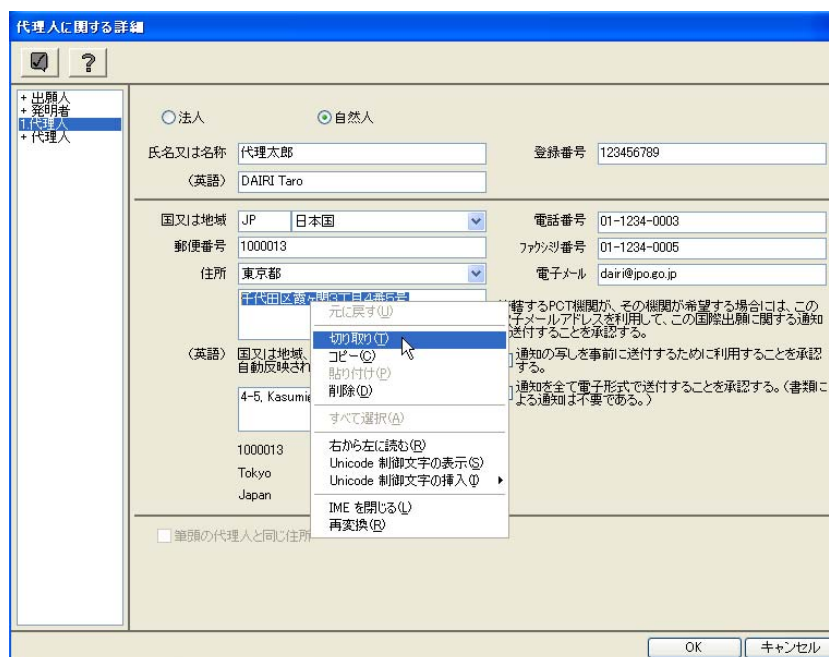 代理人に関する詳細
+ 出願人
+ 発明者
1代理人
+ 代理人
法人
自然人
氏名又は名称 代理太郎
登録番号 123456789
(英語) DAIRI Taro
国又は地域 JP 日本国
電話番号 01-1234-0003
郵便番号 1000013
ファクシミリ番号 01-1234-0005
住所 東京都
電子メール dairi@jpo.go.jp
千代田区霞ヶ関3丁目4番5号
轄するPCT機関が、その機関が希望する場合には、この
子メールアドレスを利用して、この国際出願に関する通知
送付することを承認する。
(英語) 国又は地域、
自動反映され
通知の写しを事前に送付するために利用することを承認
する。
4-5, Kasumi
通知を全て電子形式で送付することを承認する。(書類に
よる通知は不要である。)
1000013
Tokyo
Japan
筆頭の代理人と同じ住所
元に戻す(U)
切り取り(T)
コピー(C)
貼り付け(P)
削除(D)
すべて選択(A)
右から左に読む(R)
Unicode 制御文字の表示(S)
Unicode 制御文字の挿入(I)
IME を閉じる(L)
再変換(R)
OK
キャンセル